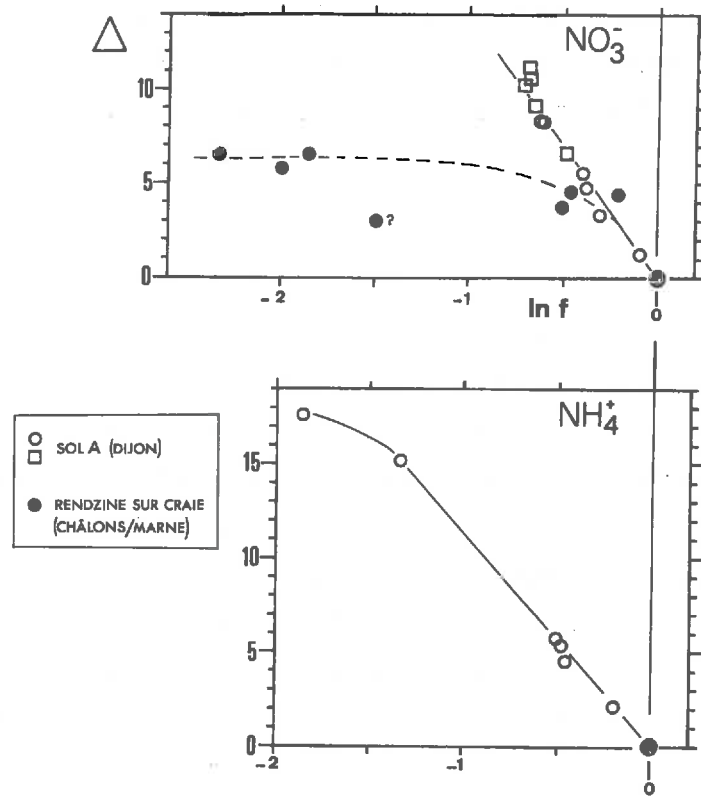 Δ
NO₃⁻
10
5
0
-2
-1
0
ln f
NH₄⁺
15
10
5
0
-2
-1
0
SOL A (DIJON)
RENDZINE SUR CRAIE
(CHÂLONS/MARNE)
?